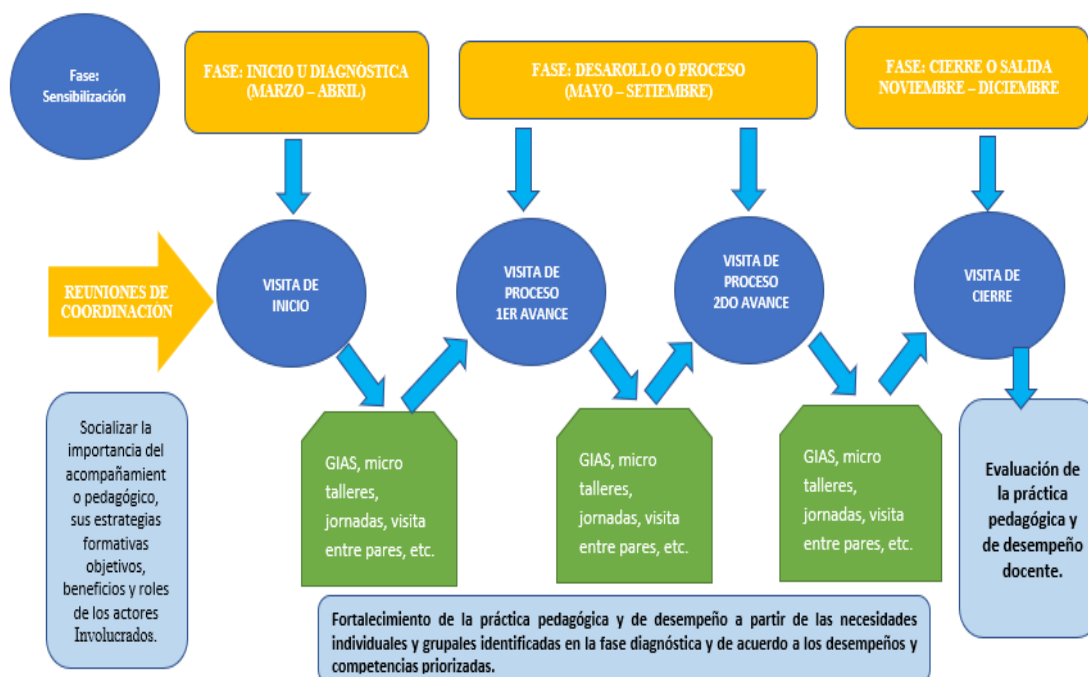 Fase:
Sensibilización
FASE: INICIO U DIAGNÓSTICA
(MARZO – ABRIL)
FASE: DESAROLLO O PROCESO
(MAYO – SETIEMBRE)
FASE: CIERRE O SALIDA
NOVIEMBRE – DICIEMBRE
REUNIONES DE
COORDINACIÓN
VISITA DE
INICIO
VISITA DE
PROCESO
1ER AVANCE
VISITA DE
PROCESO
2DO AVANCE
VISITA DE
CIERRE
Socializar la
importancia del
acompañamient
o pedagógico,
sus estrategias
formativas
objetivos,
beneficios y roles
de los actores
Involucrados.
GIAS, micro
talleres,
jornadas, visita
entre pares, etc.
GIAS, micro
talleres,
jornadas, visita
entre pares, etc.
GIAS, micro
talleres,
jornadas, visita
entre pares, etc.
Evaluación de
la práctica
pedagógica y
de desempeño
docente.
Fortalecimiento de la práctica pedagógica y de desempeño a partir de las necesidades
individuales y grupales identificadas en la fase diagnóstica y de acuerdo a los desempeños y
competencias priorizadas.